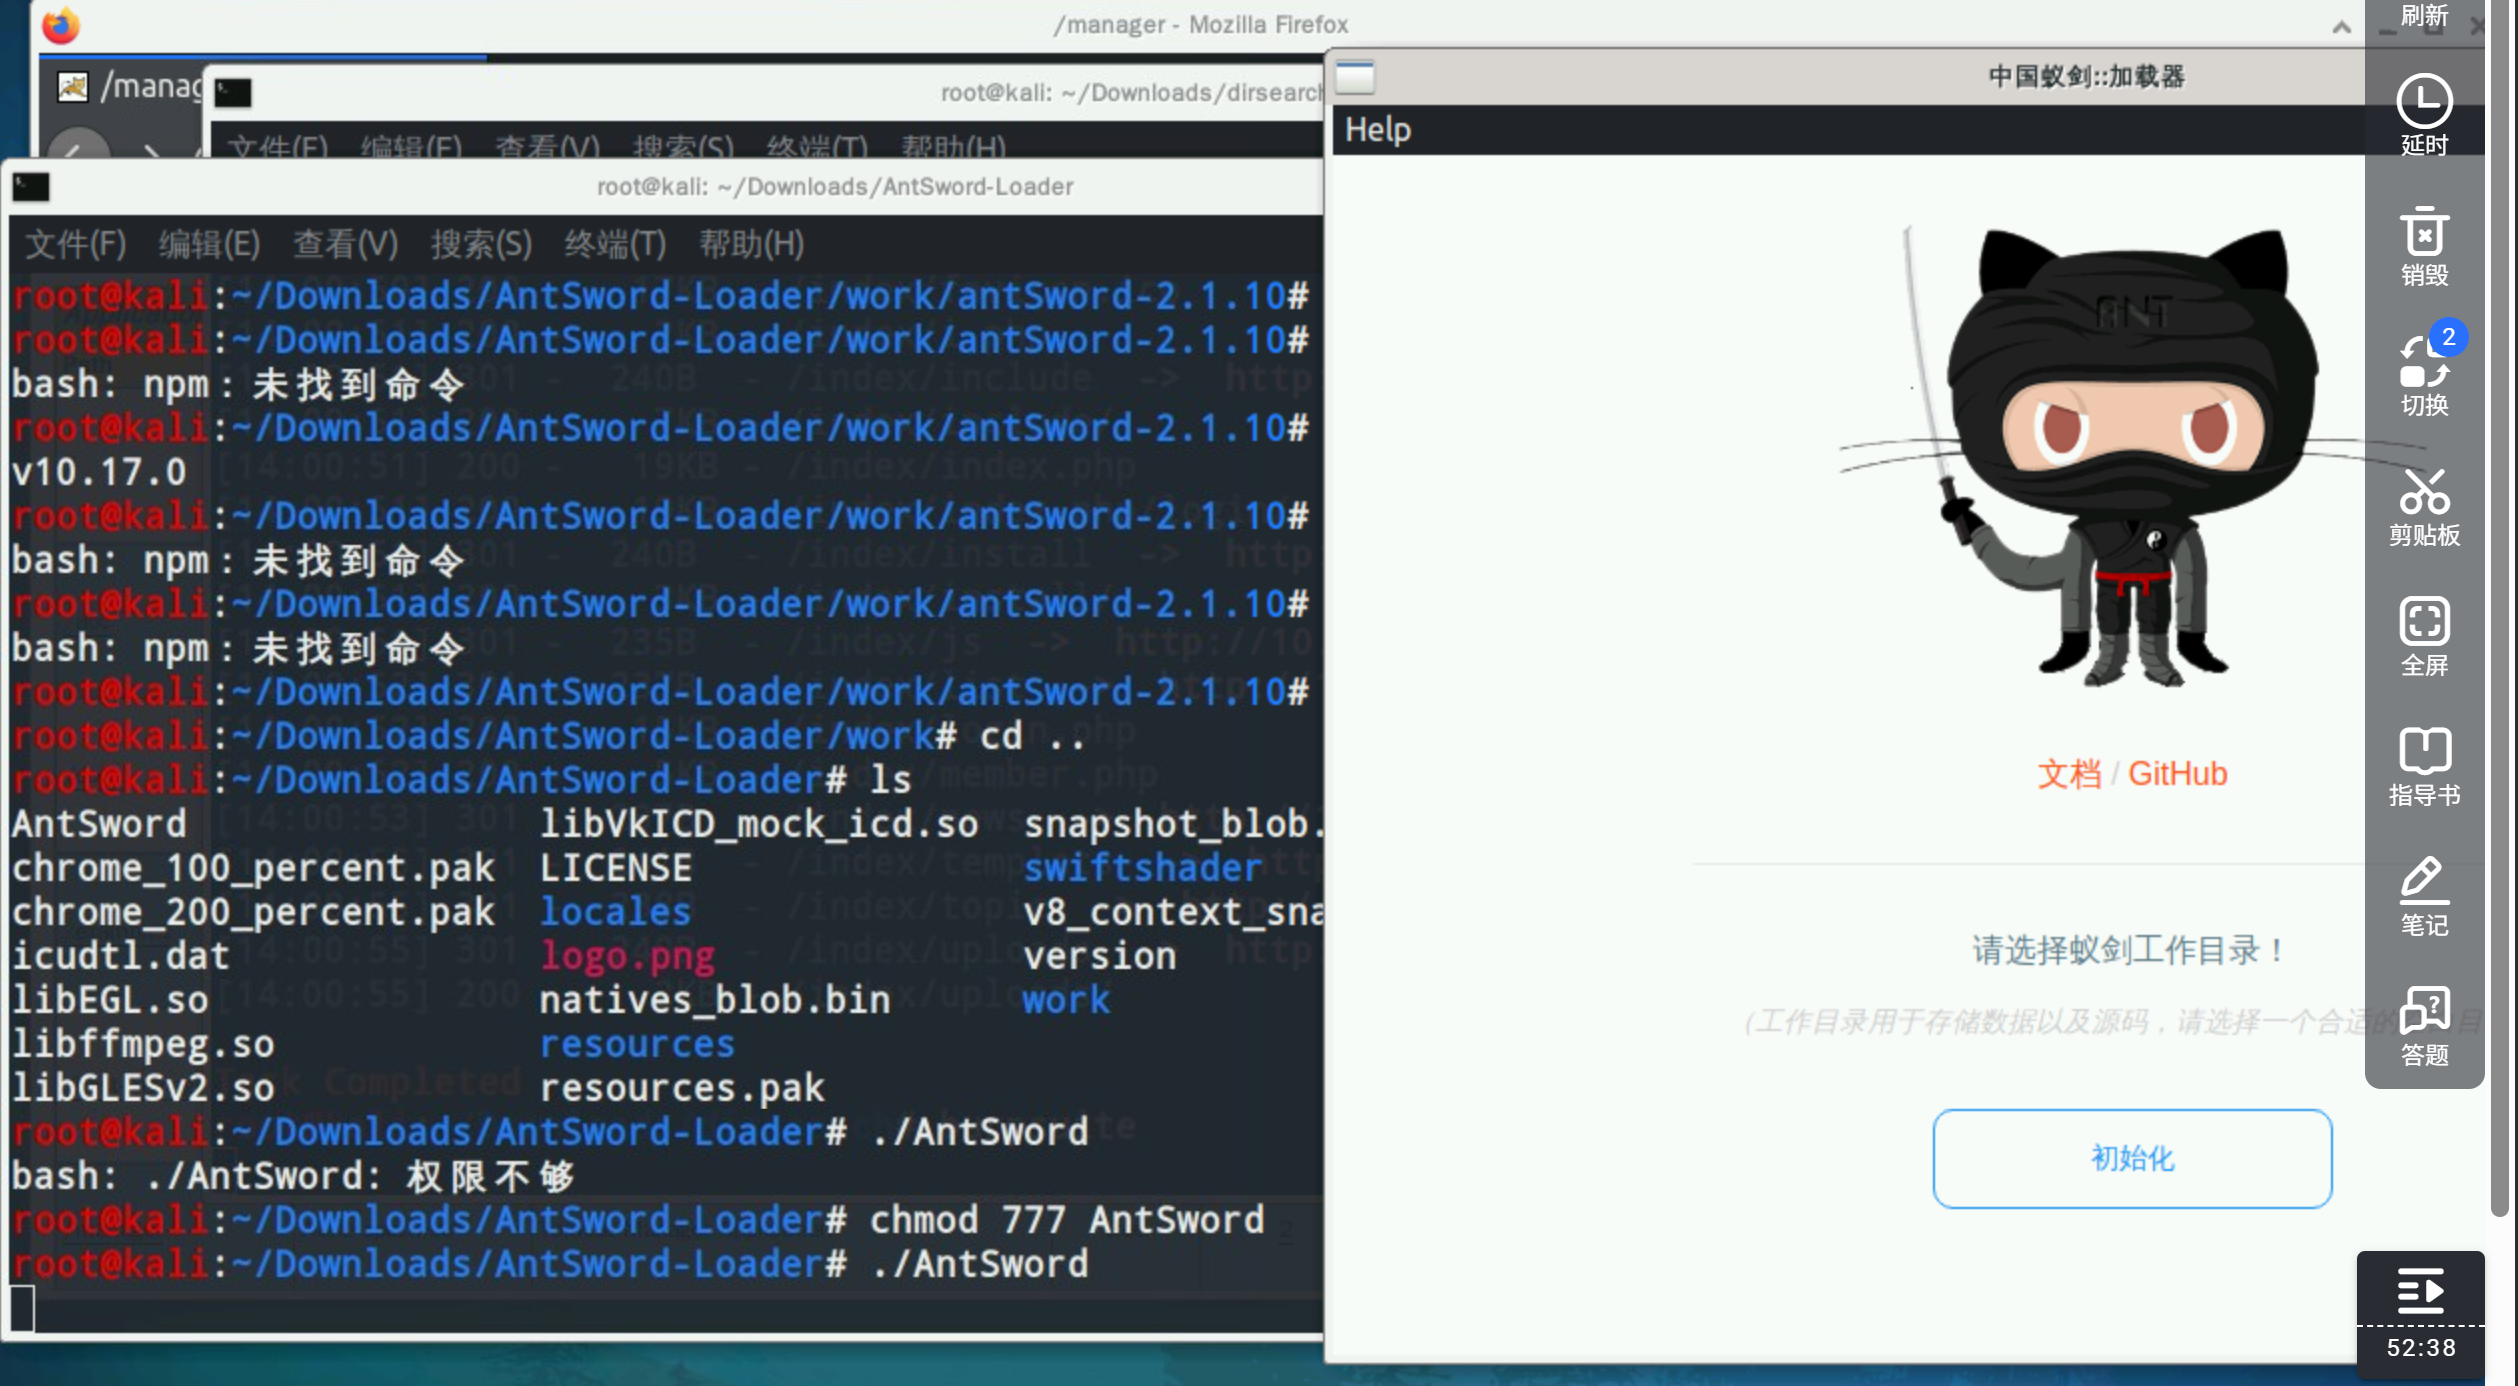 /manager - Mozilla Firefox
/manag
root@kali: ~/Downloads/dirsearch
文件(F) 编辑(E) 查看(V) 搜索(S) 终端(T) 帮助(H)
root@kali: ~/Downloads/AntSword-Loader
文件(F) 编辑(E) 查看(V) 搜索(S) 终端(T) 帮助(H)
root@kali:~/Downloads/AntSword-Loader/work/antSword-2.1.10#
root@kali:~/Downloads/AntSword-Loader/work/antSword-2.1.10#
bash: npm：未找到命令
root@kali:~/Downloads/AntSword-Loader/work/antSword-2.1.10#
v10.17.0
root@kali:~/Downloads/AntSword-Loader/work/antSword-2.1.10#
bash: npm：未找到命令
root@kali:~/Downloads/AntSword-Loader/work/antSword-2.1.10#
bash: npm：未找到命令
root@kali:~/Downloads/AntSword-Loader/work/antSword-2.1.10#
root@kali:~/Downloads/AntSword-Loader/work# cd ..
root@kali:~/Downloads/AntSword-Loader# ls
AntSword libVkICD_mock_icd.so snapshot_blob.
chrome_100_percent.pak LICENSE swiftshader
chrome_200_percent.pak locales v8_context_sna
icudtl.dat logo.png version
libEGL.so natives_blob.bin work
libffmpeg.so resources
libGLESv2.so resources.pak
root@kali:~/Downloads/AntSword-Loader# ./AntSword
bash: ./AntSword: 权限不够
root@kali:~/Downloads/AntSword-Loader# chmod 777 AntSword
root@kali:~/Downloads/AntSword-Loader# ./AntSword
中国蚁剑::加载器
Help
ANT
文档 / GitHub
请选择蚁剑工作目录！
（工作目录用于存储数据以及源码，请选择一个合适的
初始化
刷新
延时
销毁
2
切换
剪贴板
全屏
指导书
笔记
答题
52:38